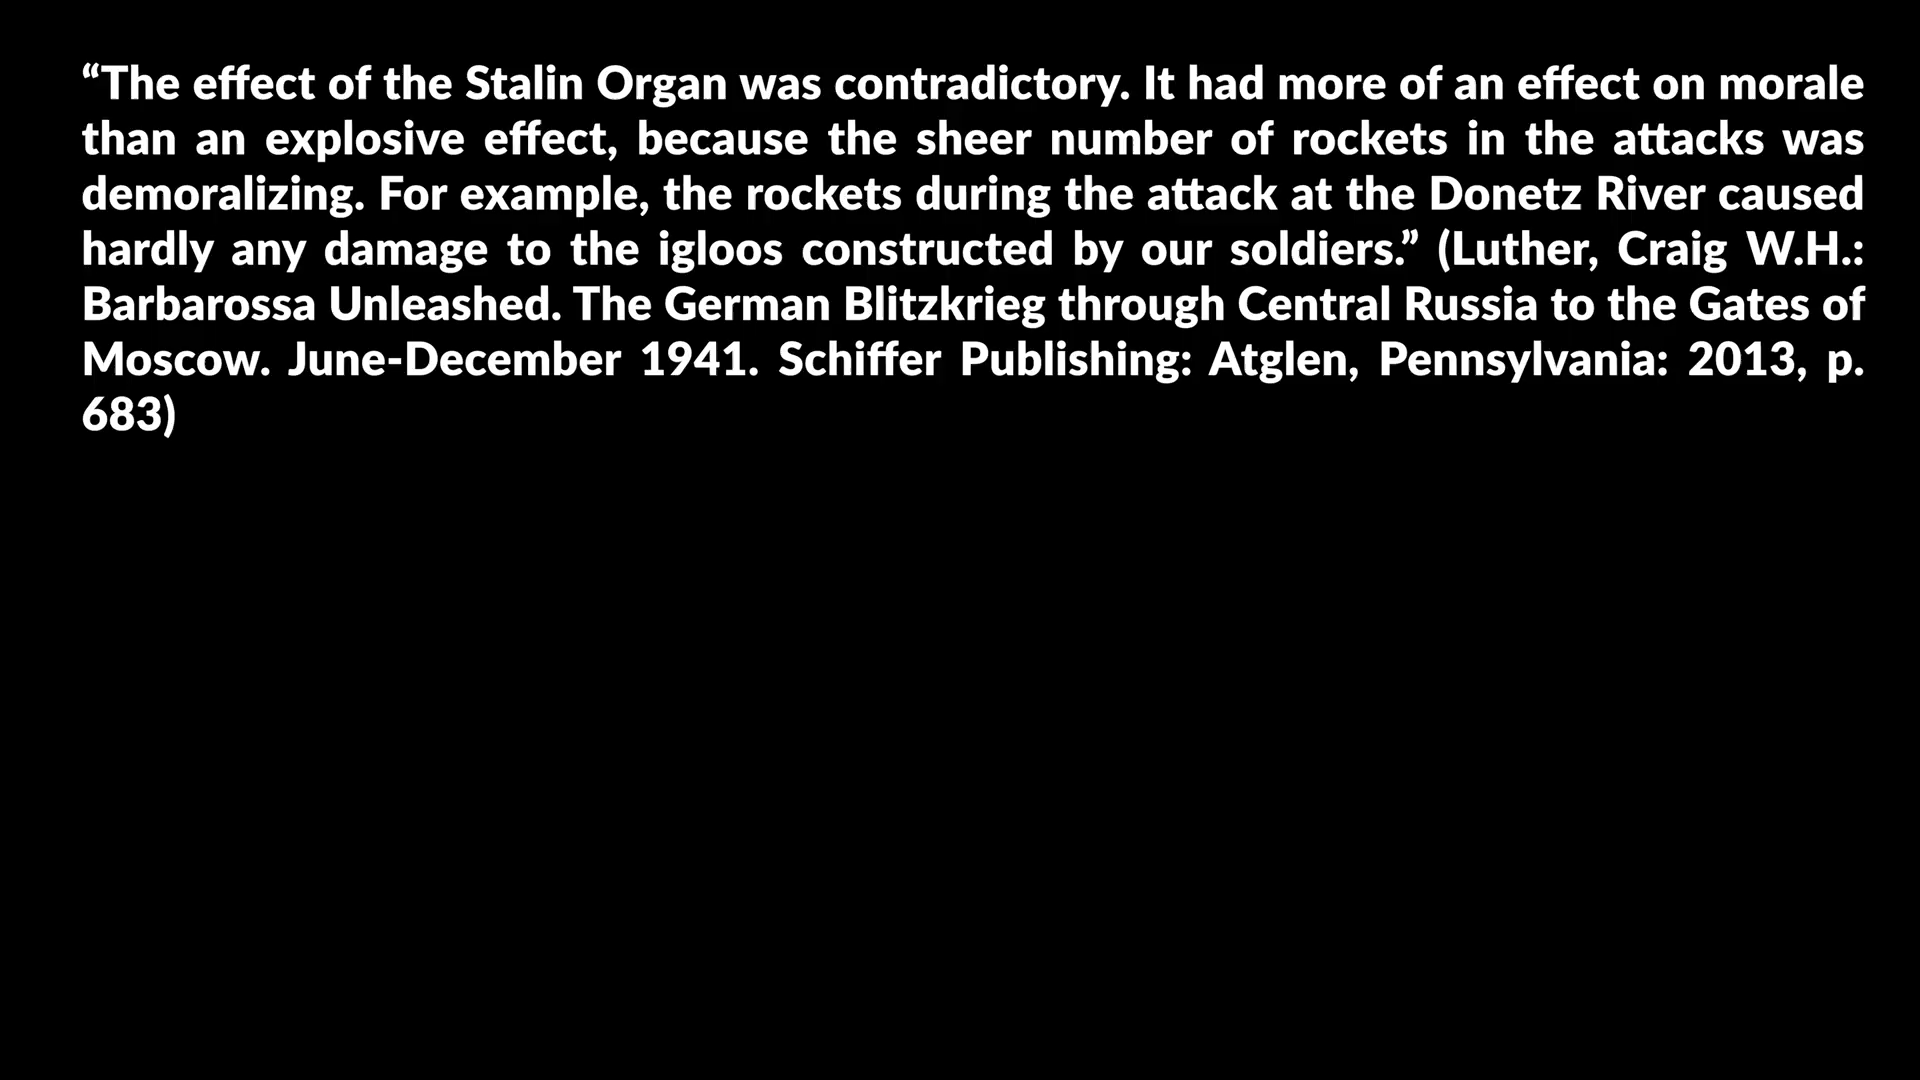 “The effect of the Stalin Organ was contradictory. It had more of an effect on morale
than an explosive effect, because the sheer number of rockets in the attacks was
demoralizing. For example, the rockets during the attack at the Donetz River caused
hardly any damage to the igloos constructed by our soldiers.” (Luther, Craig W.H.:
Barbarossa Unleashed. The German Blitzkrieg through Central Russia to the Gates of
Moscow. June-December 1941. Schiffer Publishing: Atglen, Pennsylvania: 2013, p.
683)